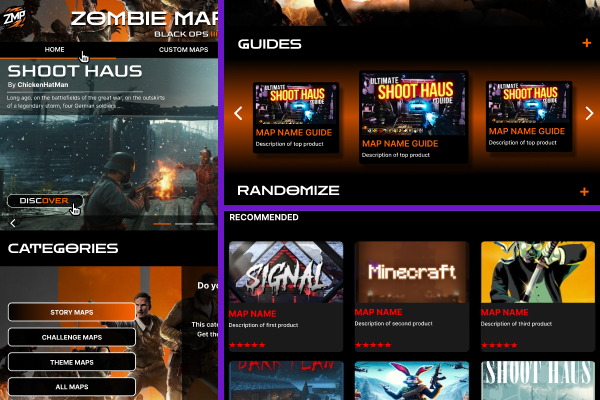 ZMP
ZOMBIE MAP
BLACK OPS III
HOME
CUSTOM MAPS
SHOOT HAUS
By ChickenHatMan
Long ago, on the battlefields of the great war, on the outskirts
of a legendary storm, four German soldiers ...
DISCOVER
CATEGORIES
STORY MAPS
CHALLENGE MAPS
THEME MAPS
ALL MAPS
Do yo
This cate
Get the
GUIDES
ULTIMATE
SHOOT HAUS
GUIDE
MAP NAME GUIDE
Description of top product
ULTIMATE
SHOOT HAUS
GUIDE
MAP NAME GUIDE
Description of top product
ULTIMATE
SHOOT HAUS
GUIDE
MAP NAME GUIDE
Description of top product
RANDOMIZE
RECOMMENDED
SIGNAL
MAP NAME
Description of first product
Minecraft
MAP NAME
Description of second product
MAP NAME
Description of third product
SHOOT HAUS